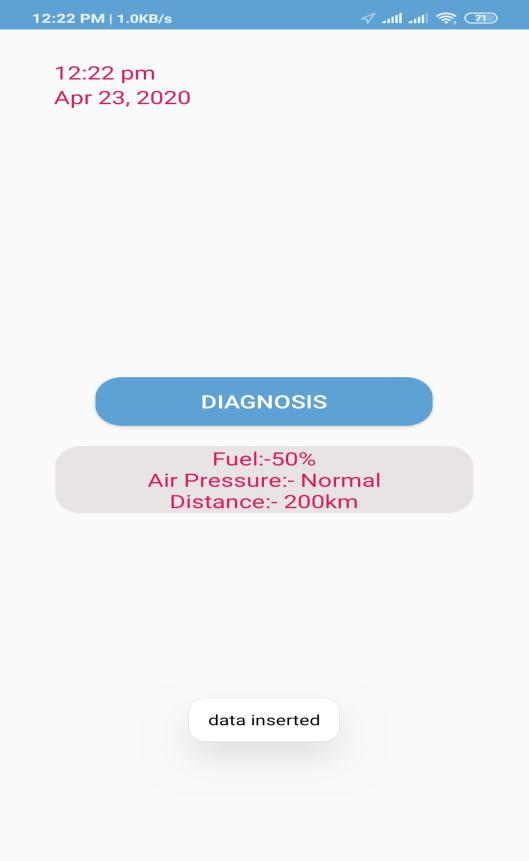 12:22 PM | 1.0KB/s
71
12:22 pm
Apr 23, 2020
DIAGNOSIS
Fuel:-50%
Air Pressure:- Normal
Distance:- 200km
data inserted